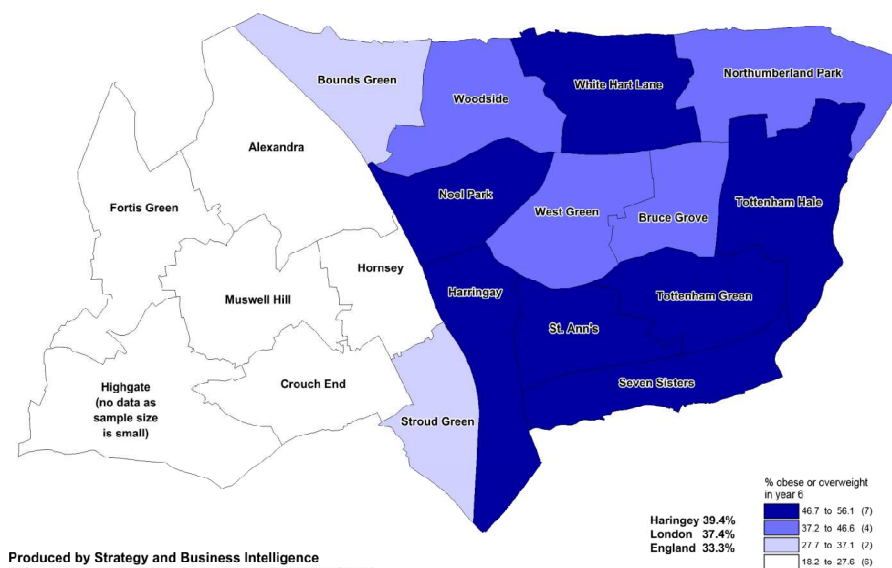 Bounds Green
Woodside
White Hart Lane
Northumberland Park
Alexandra
Fortis Green
Noel Park
West Green
Bruce Grove
Tottenham Hale
Hornsey
Muswell Hill
Harringay
Tottenham Green
St. Ann's
Highgate
(no data as
sample size
is small)
Crouch End
Seven Sisters
Stroud Green
% obese or overweight
in year 6
46.7 to 56.1 (7)
37.2 to 46.6 (4)
27.7 to 37.1 (2)
18.2 to 27.6 (6)
Haringey 39.4%
London 37.4%
England 33.3%
Produced by Strategy and Business Intelligence